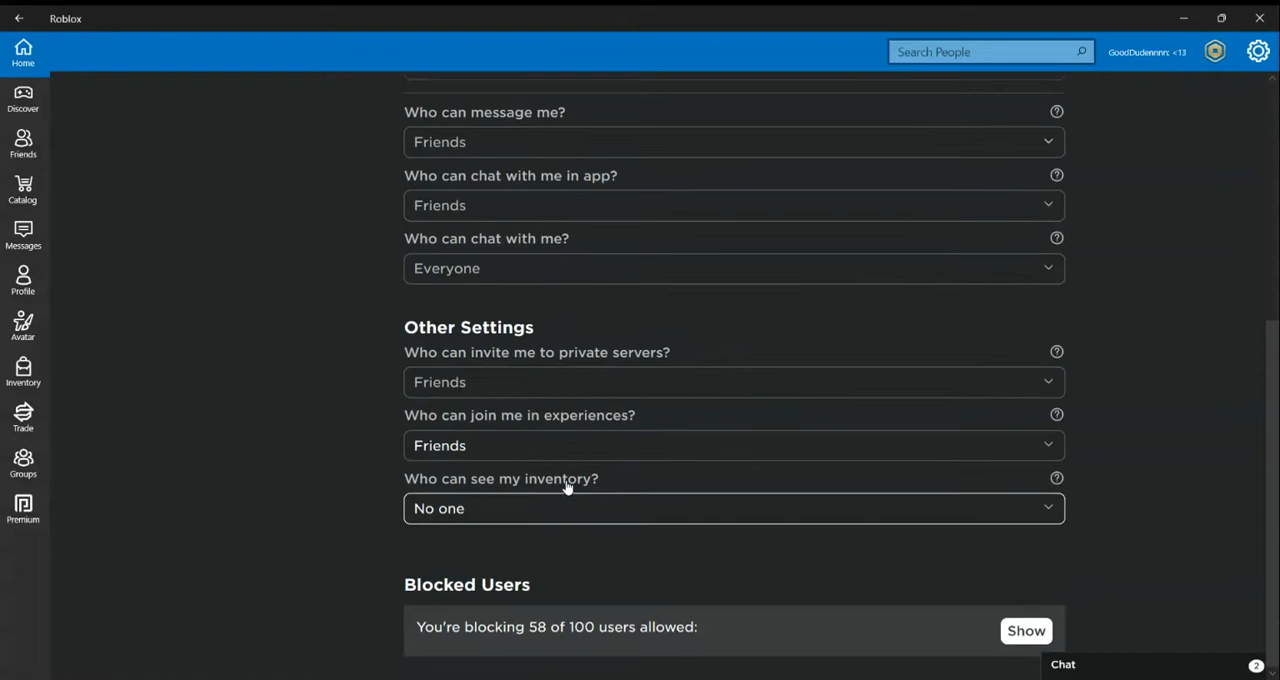 Roblox
Home
Search People
GoodDudennnn: <13
Discover
Friends
Catalog
Messages
Profile
Avatar
Inventory
Trade
Groups
Premium
Who can message me?
Friends
Who can chat with me in app?
Friends
Who can chat with me?
Everyone
Other Settings
Who can invite me to private servers?
Friends
Who can join me in experiences?
Friends
Who can see my inventory?
No one
Blocked Users
You're blocking 58 of 100 users allowed:
Show
Chat
2